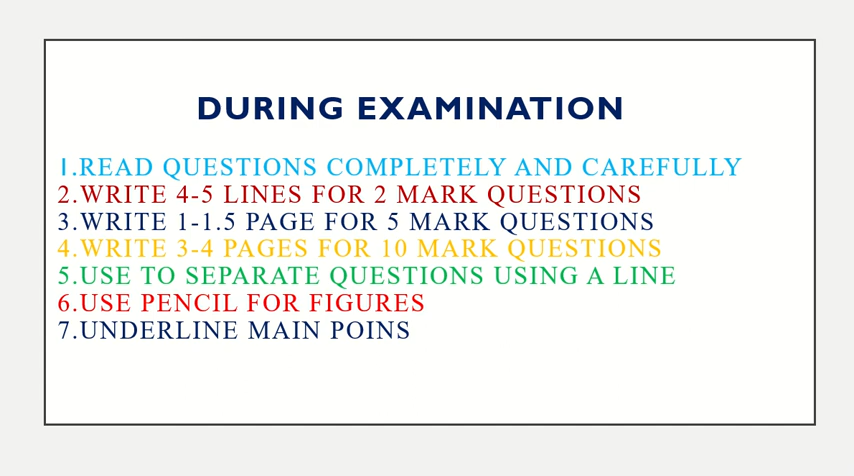 DURING EXAMINATION
1.READ QUESTIONS COMPLETELY AND CAREFULLY
2.WRITE 4-5 LINES FOR 2 MARK QUESTIONS
3.WRITE 1-1.5 PAGE FOR 5 MARK QUESTIONS
4.WRITE 3-4 PAGES FOR 10 MARK QUESTIONS
5.USE TO SEPARATE QUESTIONS USING A LINE
6.USE PENCIL FOR FIGURES
7.UNDERLINE MAIN POINS